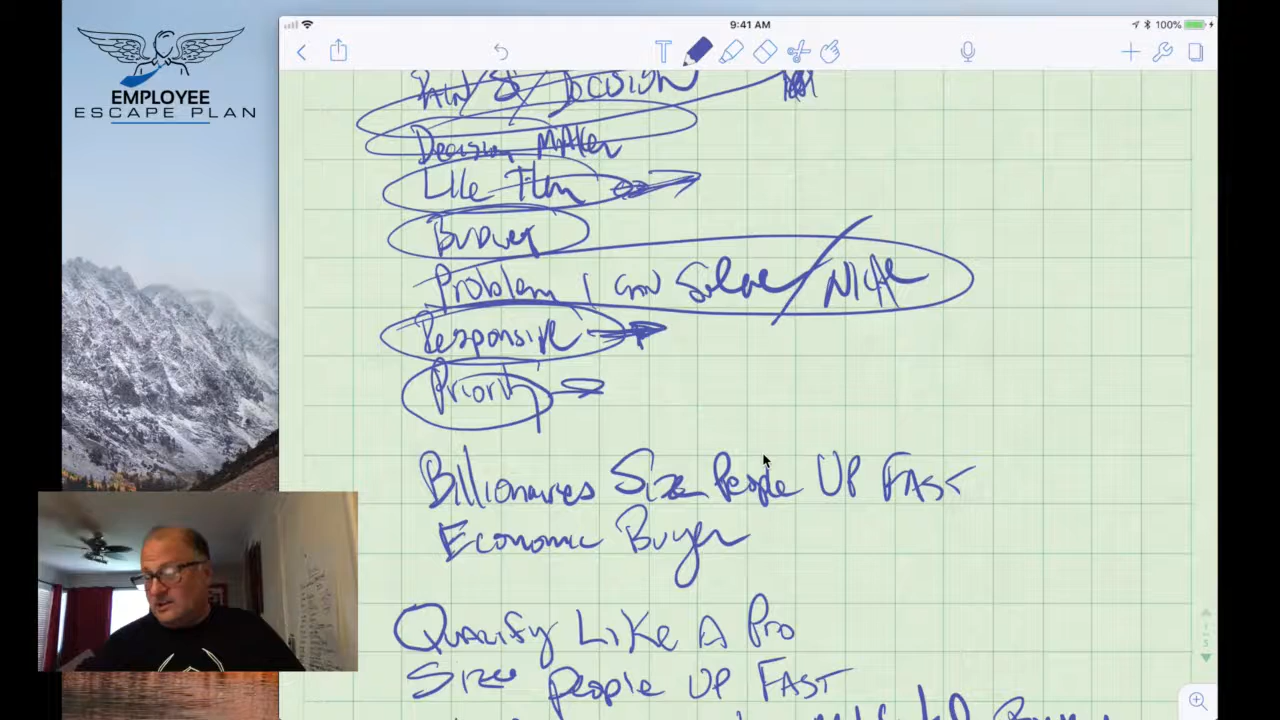 9:41 AM
100%
EMPLOYEE
ESCAPE PLAN
T
Decision Maker
Like Them
Budget
Problem I can Solve / Niche
Responsive
Priority
Billionaires Size People UP FAST
Economic Buyer
Qualify Like A Pro
Size People UP FAST
Buyer